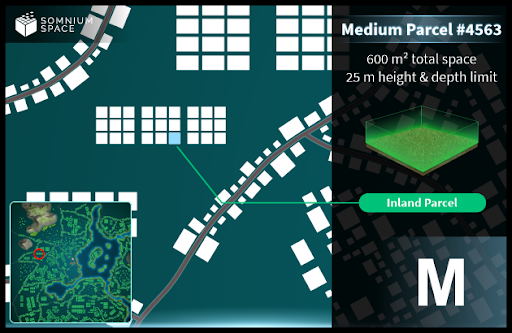 SOMNIUM
SPACE
Medium Parcel #4563
600 m² total space
25 m height & depth limit
Inland Parcel
M